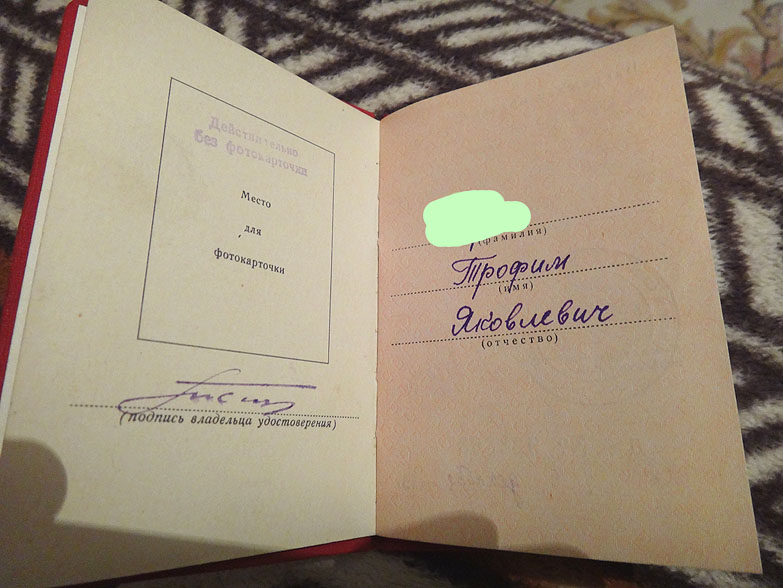 Действительно
без фотокарточки
Место
для
фотокарточки
(подпись владельца удостоверения)
(фамилия)
Трофим
(имя)
Яковлевич
(отчество)